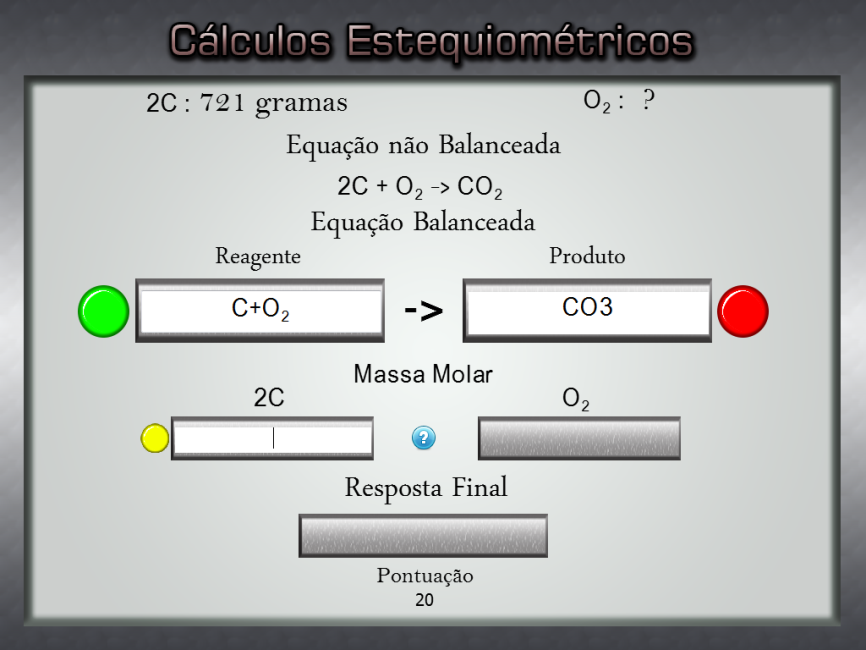 Cálculos Estequiométricos
2C : 721 gramas O₂ : ?
Equação não Balanceada
2C + O₂ -> CO₂
Equação Balanceada
Reagente Produto
C+O₂ -> CO3
Massa Molar
2C O₂
?
Resposta Final
Pontuação
20